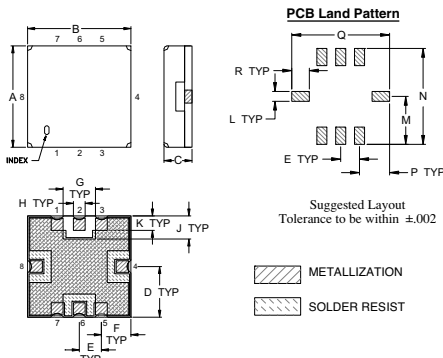 PCB Land Pattern
B
7 6 5
A
8
4
INDEX
1 2 3
C
Q
R TYP
L TYP
N
M
E TYP
P TYP
Suggested Layout
Tolerance to be within ±.002
METALLIZATION
SOLDER RESIST
G
TYP
H TYP
1 2 3
K TYP
J TYP
8
4
D TYP
7 6 5
F TYP
E
TYP